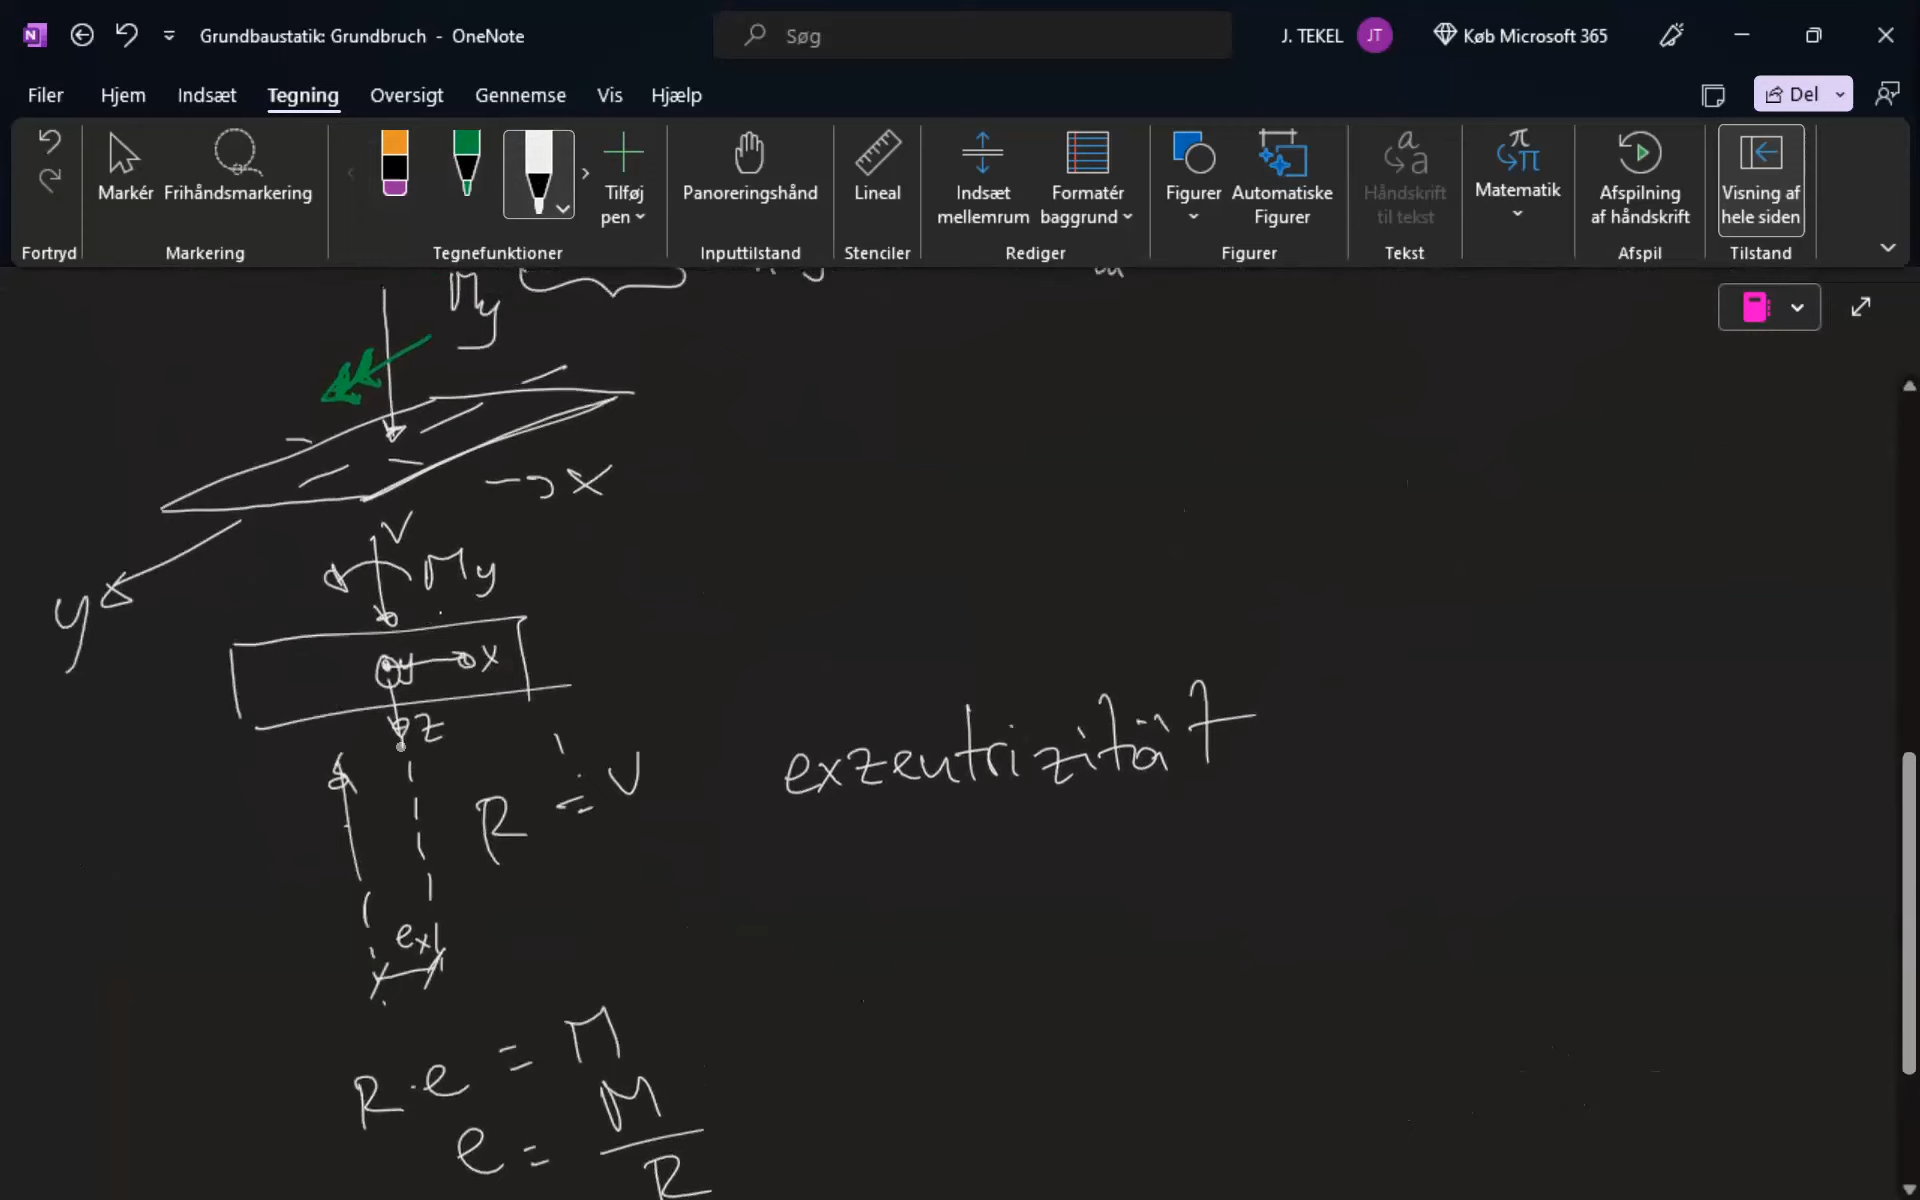 Grundbaustatik: Grundbruch - OneNote
Søg
J. TEKEL
JT
Køb Microsoft 365
Filer
Hjem
Indsæt
Tegning
Oversigt
Gennemse
Vis
Hjælp
Del
Markér
Frihåndsmarkering
Tilføj
pen
Panoreringshånd
Lineal
Indsæt
mellemrum
Formatér
baggrund
Figurer
Automatiske
Figurer
Håndskrift
til tekst
Matematik
Afspilning
af håndskrift
Visning af
hele siden
Fortryd
Markering
Tegnefunktioner
Inputtilstand
Stenciler
Rediger
Figurer
Tekst
Afspil
Tilstand
My
x
V
My
y
y
x
z
R = V
exzentrizität
ex
R · e = M
e = M
R